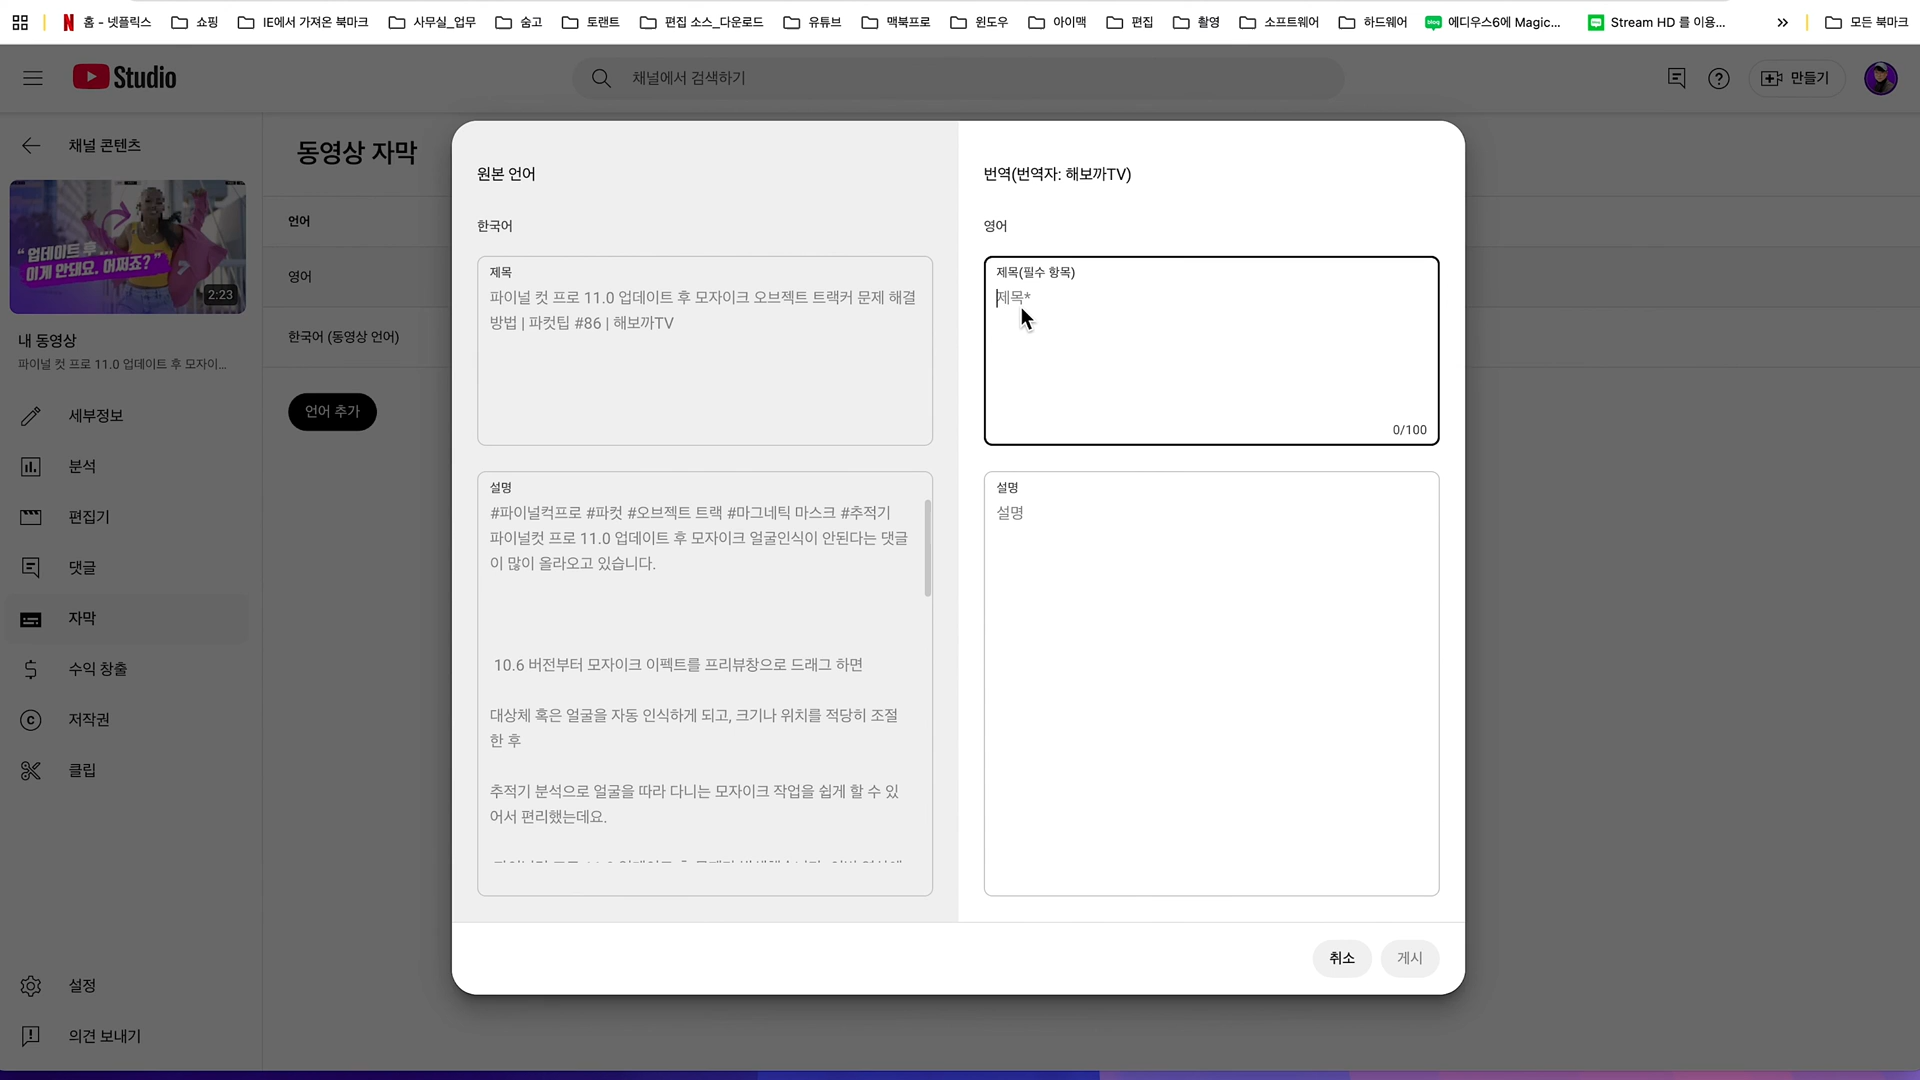 홈 - 넷플릭스
쇼핑
IE에서 가져온 북마크
사무실_업무
숨고
토랜트
편집 소스_다운로드
유튜브
맥북프로
윈도우
아이맥
편집
촬영
소프트웨어
하드웨어
에디우스6에 Magic...
Stream HD 를 이용...
모든 북마크
Studio
채널에서 검색하기
만들기
채널 콘텐츠
“ 업데이트 후 ...
이게 안돼요. 어쩌죠? ”
2:23
내 동영상
파이널 컷 프로 11.0 업데이트 후 모자이...
세부정보
분석
편집기
댓글
자막
수익 창출
저작권
클립
설정
의견 보내기
동영상 자막
언어
영어
한국어 (동영상 언어)
언어 추가
원본 언어
한국어
제목
파이널 컷 프로 11.0 업데이트 후 모자이크 오브젝트 트랙커 문제 해결
방법 | 파컷팁 #86 | 해보까TV
설명
#파이널컥프로 #파컷 #오브젝트 트랙 #마그네틱 마스크 #추적기
파이널컷 프로 11.0 업데이트 후 모자이크 얼굴인식이 안된다는 댓글
이 많이 올라오고 있습니다.
10.6 버전부터 모자이크 이펙트를 프리뷰창으로 드래그 하면
대상체 혹은 얼굴을 자동 인식하게 되고, 크기나 위치를 적당히 조절
한 후
추적기 분석으로 얼굴을 따라 다니는 모자이크 작업을 쉽게 할 수 있
어서 편리했는데요.
번역(번역자: 해보까TV)
영어
제목(필수 항목)
제목*
0/100
설명
설명
취소
게시